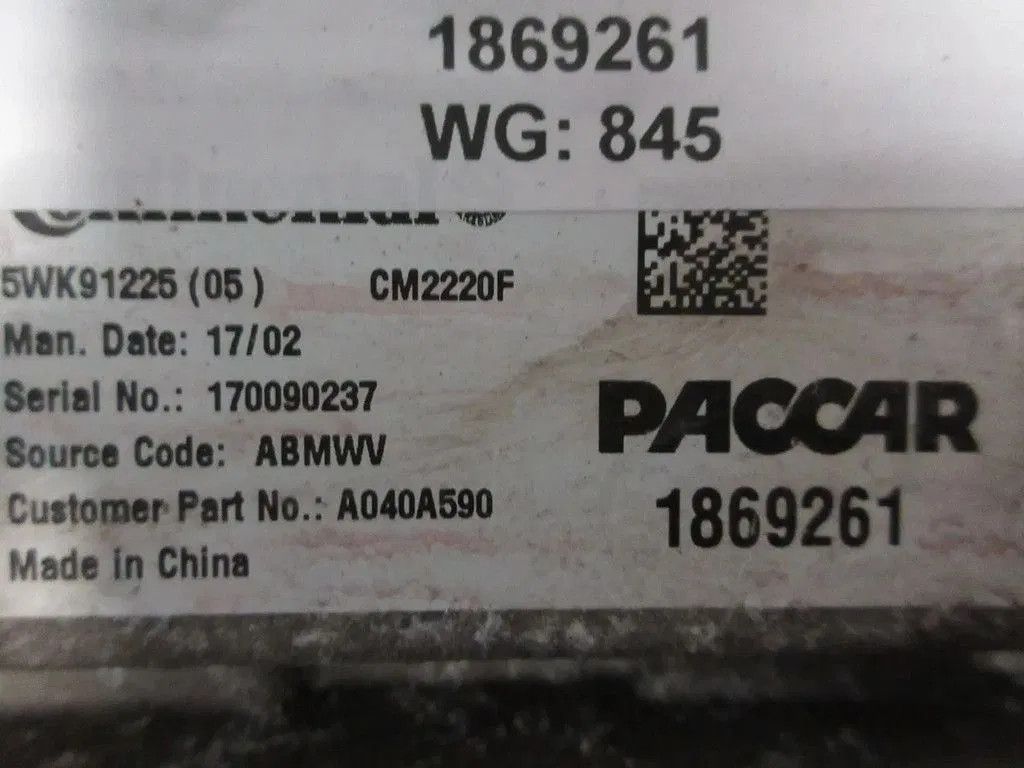 1869261
WG: 845
Continental
5WK91225 (05 ) CM2220F
Man. Date: 17/02
Serial No.: 170090237
Source Code: ABMWV
Customer Part No.: A040A590
Made in China
PACCAR
1869261